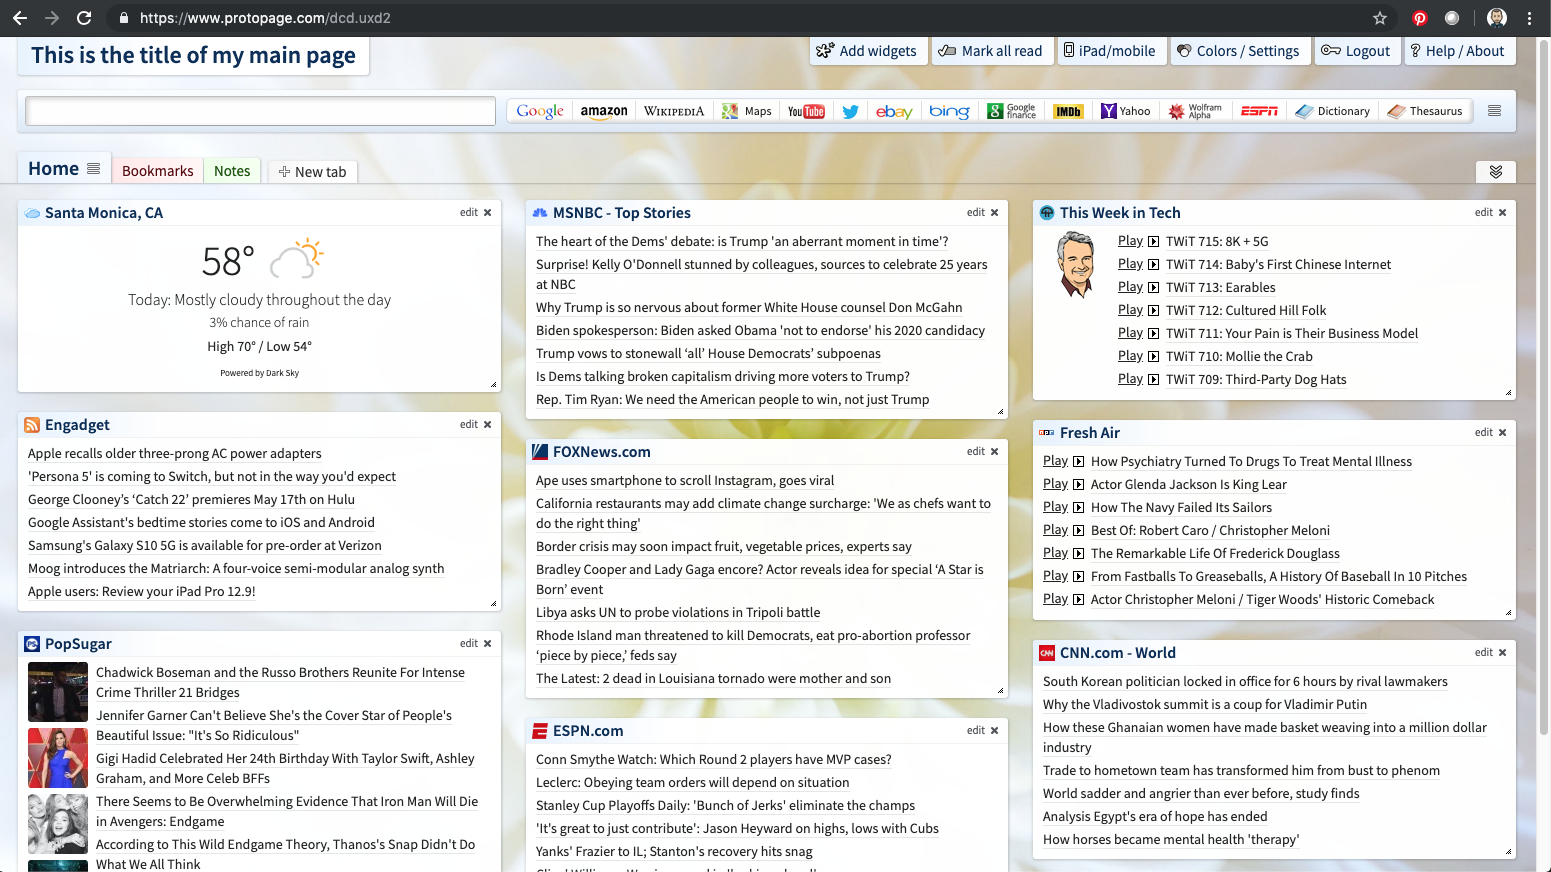 https://www.protopage.com/dcd.uxd2
This is the title of my main page
Add widgets
Mark all read
iPad/mobile
Colors / Settings
Logout
Help / About
Google
amazon
WIKIPEDIA
Maps
YouTube
ebay
bing
Google finance
IMDb
Yahoo
Wolfram Alpha
ESPN
Dictionary
Thesaurus
Home
Bookmarks
Notes
New tab
Santa Monica, CA
edit
58°
Today: Mostly cloudy throughout the day
3% chance of rain
High 70° / Low 54°
Powered by Dark Sky
Engadget
edit
Apple recalls older three-prong AC power adapters
'Persona 5' is coming to Switch, but not in the way you'd expect
George Clooney's ‘Catch 22’ premieres May 17th on Hulu
Google Assistant's bedtime stories come to iOS and Android
Samsung's Galaxy S10 5G is available for pre-order at Verizon
Moog introduces the Matriarch: A four-voice semi-modular analog synth
Apple users: Review your iPad Pro 12.9!
PopSugar
edit
Chadwick Boseman and the Russo Brothers Reunite For Intense
Crime Thriller 21 Bridges
Jennifer Garner Can't Believe She's the Cover Star of People's
Beautiful Issue: "It's So Ridiculous"
Gigi Hadid Celebrated Her 24th Birthday With Taylor Swift, Ashley
Graham, and More Celeb BFFs
There Seems to Be Overwhelming Evidence That Iron Man Will Die
in Avengers: Endgame
According to This Wild Endgame Theory, Thanos's Snap Didn't Do
What We All Think
MSNBC - Top Stories
edit
The heart of the Dems' debate: is Trump 'an aberrant moment in time'?
Surprise! Kelly O'Donnell stunned by colleagues, sources to celebrate 25 years
at NBC
Why Trump is so nervous about former White House counsel Don McGahn
Biden spokesperson: Biden asked Obama 'not to endorse' his 2020 candidacy
Trump vows to stonewall ‘all’ House Democrats’ subpoenas
Is Dems talking broken capitalism driving more voters to Trump?
Rep. Tim Ryan: We need the American people to win, not just Trump
FOXNews.com
edit
Ape uses smartphone to scroll Instagram, goes viral
California restaurants may add climate change surcharge: 'We as chefs want to
do the right thing'
Border crisis may soon impact fruit, vegetable prices, experts say
Bradley Cooper and Lady Gaga encore? Actor reveals idea for special ‘A Star is
Born’ event
Libya asks UN to probe violations in Tripoli battle
Rhode Island man threatened to kill Democrats, eat pro-abortion professor
‘piece by piece,’ feds say
The Latest: 2 dead in Louisiana tornado were mother and son
ESPN.com
edit
Conn Smythe Watch: Which Round 2 players have MVP cases?
Leclerc: Obeying team orders will depend on situation
Stanley Cup Playoffs Daily: 'Bunch of Jerks' eliminate the champs
'It's great to just contribute': Jason Heyward on highs, lows with Cubs
Yanks' Frazier to IL; Stanton's recovery hits snag
This Week in Tech
edit
Play TWiT 715: 8K + 5G
Play TWiT 714: Baby's First Chinese Internet
Play TWiT 713: Earables
Play TWiT 712: Cultured Hill Folk
Play TWiT 711: Your Pain is Their Business Model
Play TWiT 710: Mollie the Crab
Play TWiT 709: Third-Party Dog Hats
Fresh Air
edit
Play How Psychiatry Turned To Drugs To Treat Mental Illness
Play Actor Glenda Jackson Is King Lear
Play How The Navy Failed Its Sailors
Play Best Of: Robert Caro / Christopher Meloni
Play The Remarkable Life Of Frederick Douglass
Play From Fastballs To Greaseballs, A History Of Baseball In 10 Pitches
Play Actor Christopher Meloni / Tiger Woods' Historic Comeback
CNN.com - World
edit
South Korean politician locked in office for 6 hours by rival lawmakers
Why the Vladivostok summit is a coup for Vladimir Putin
How these Ghanaian women have made basket weaving into a million dollar
industry
Trade to hometown team has transformed him from bust to phenom
World sadder and angrier than ever before, study finds
Analysis Egypt's era of hope has ended
How horses became mental health 'therapy'